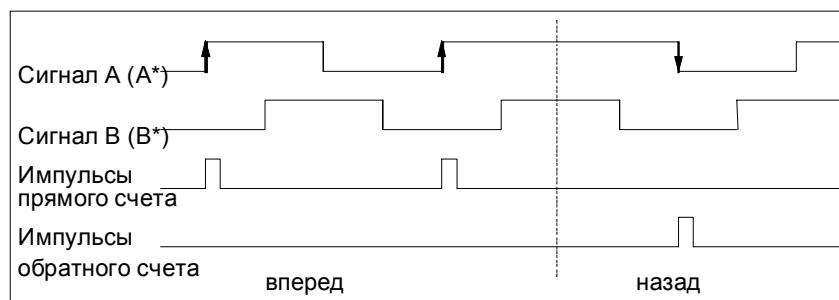 Сигнал A (A*)
Сигнал B (B*)
Импульсы
прямого счета
Импульсы
обратного счета
вперед
назад